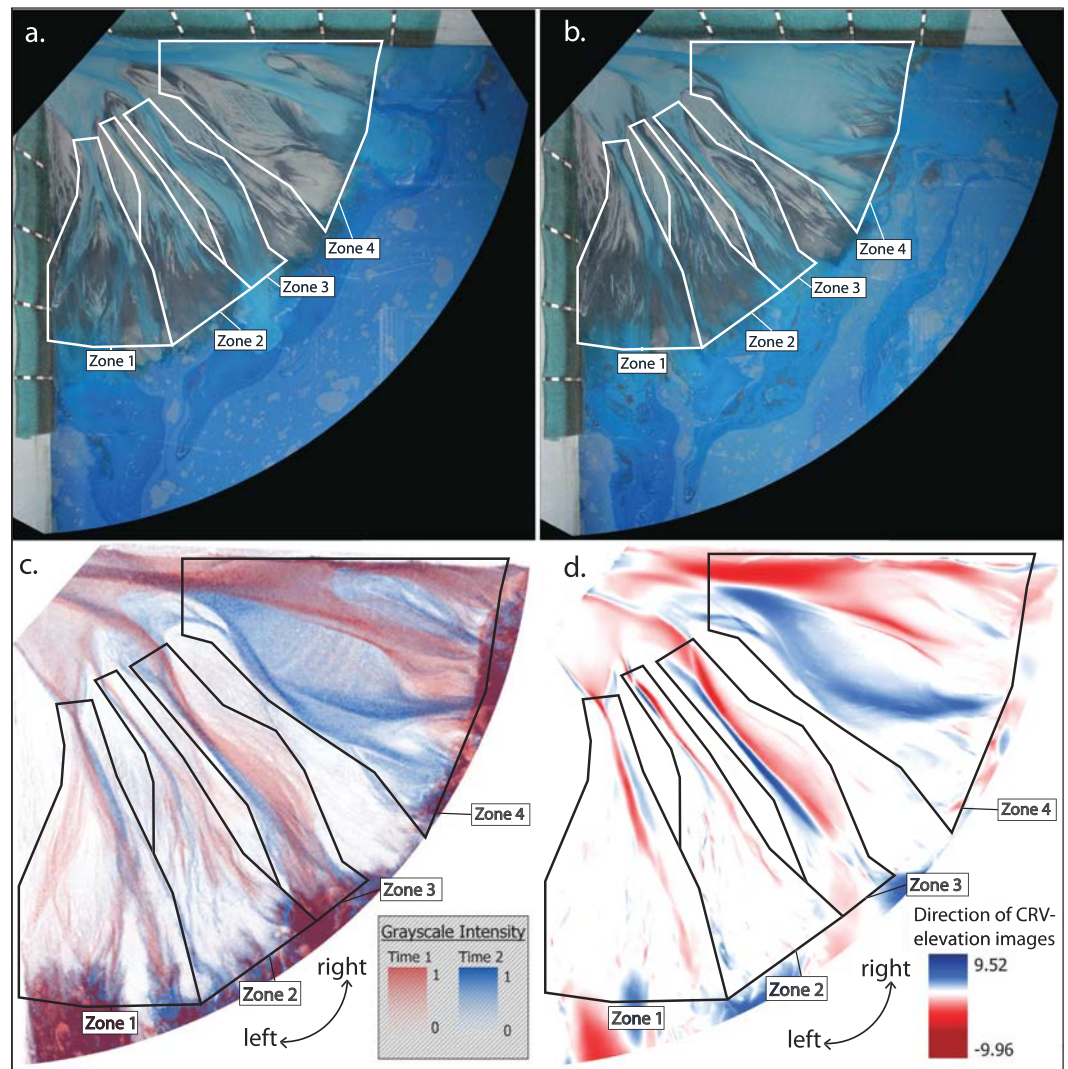 a.
Zone 4
Zone 3
Zone 2
Zone 1
b.
Zone 4
Zone 3
Zone 2
Zone 1
c.
Zone 4
Zone 3
Zone 2
Zone 1
right
left
Grayscale Intensity
Time 1
Time 2
1
1
0
0
d.
Zone 4
Zone 3
Zone 2
Zone 1
right
left
Direction of CRV-
elevation images
9.52
-9.96